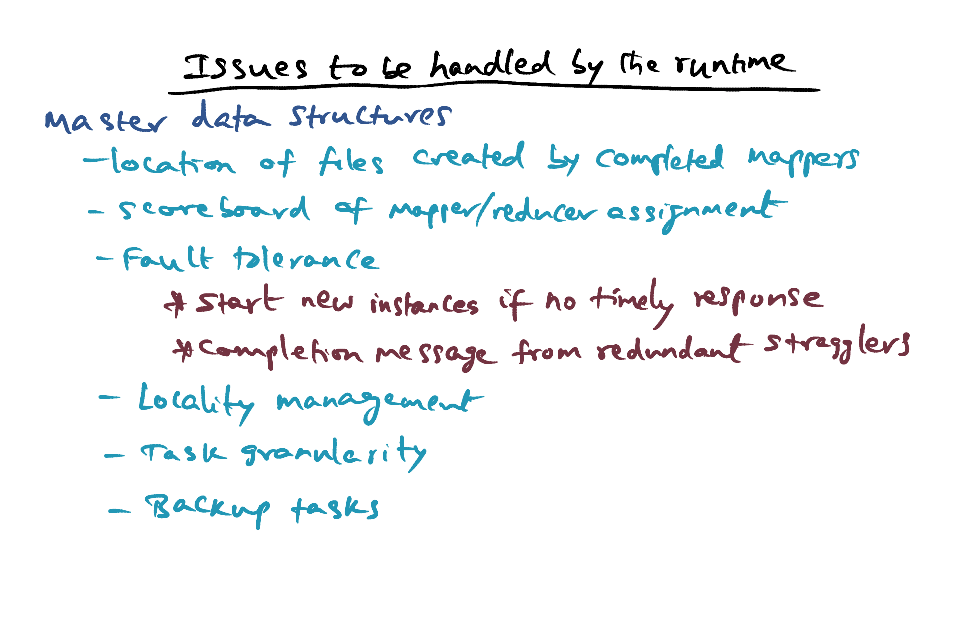 Issues to be handled by the runtime
Master data structures
- location of files created by completed mappers
- scoreboard of mapper/reducer assignment
- Fault tolerance
* Start new instances if no timely response
* Completion message from redundant stragglers
- Locality management
- Task granularity
- Backup tasks